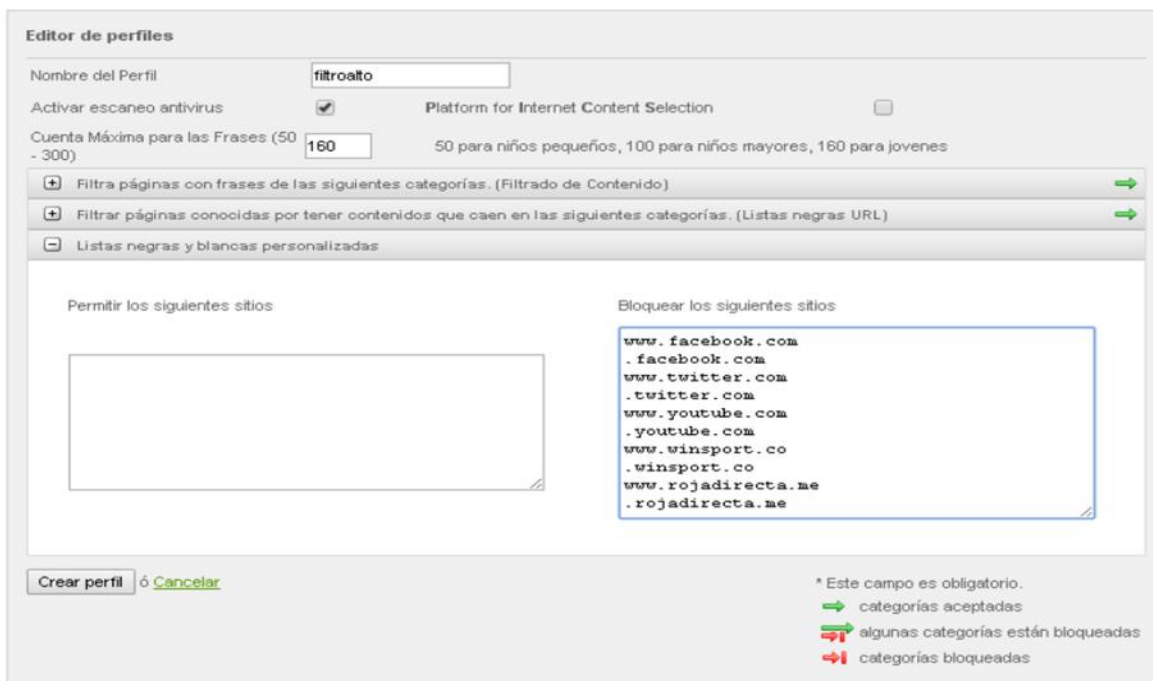 Editor de perfiles
Nombre del Perfil filtroalto
Activar escaneo antivirus Platform for Internet Content Selection
Cuenta Máxima para las Frases (50
- 300) 160 50 para niños pequeños, 100 para niños mayores, 160 para jovenes
Filtra páginas con frases de las siguientes categorías. (Filtrado de Contenido)
Filtrar páginas conocidas por tener contenidos que caen en las siguientes categorías. (Listas negras URL)
Listas negras y blancas personalizadas
Permitir los siguientes sitios
Bloquear los siguientes sitios
www.facebook.com
.facebook.com
www.twitter.com
.twitter.com
www.youtube.com
.youtube.com
www.winsport.co
.winsport.co
www.rojadirecta.me
.rojadirecta.me
Crear perfil ó Cancelar
* Este campo es obligatorio.
categorías aceptadas
algunas categorías están bloqueadas
categorías bloqueadas